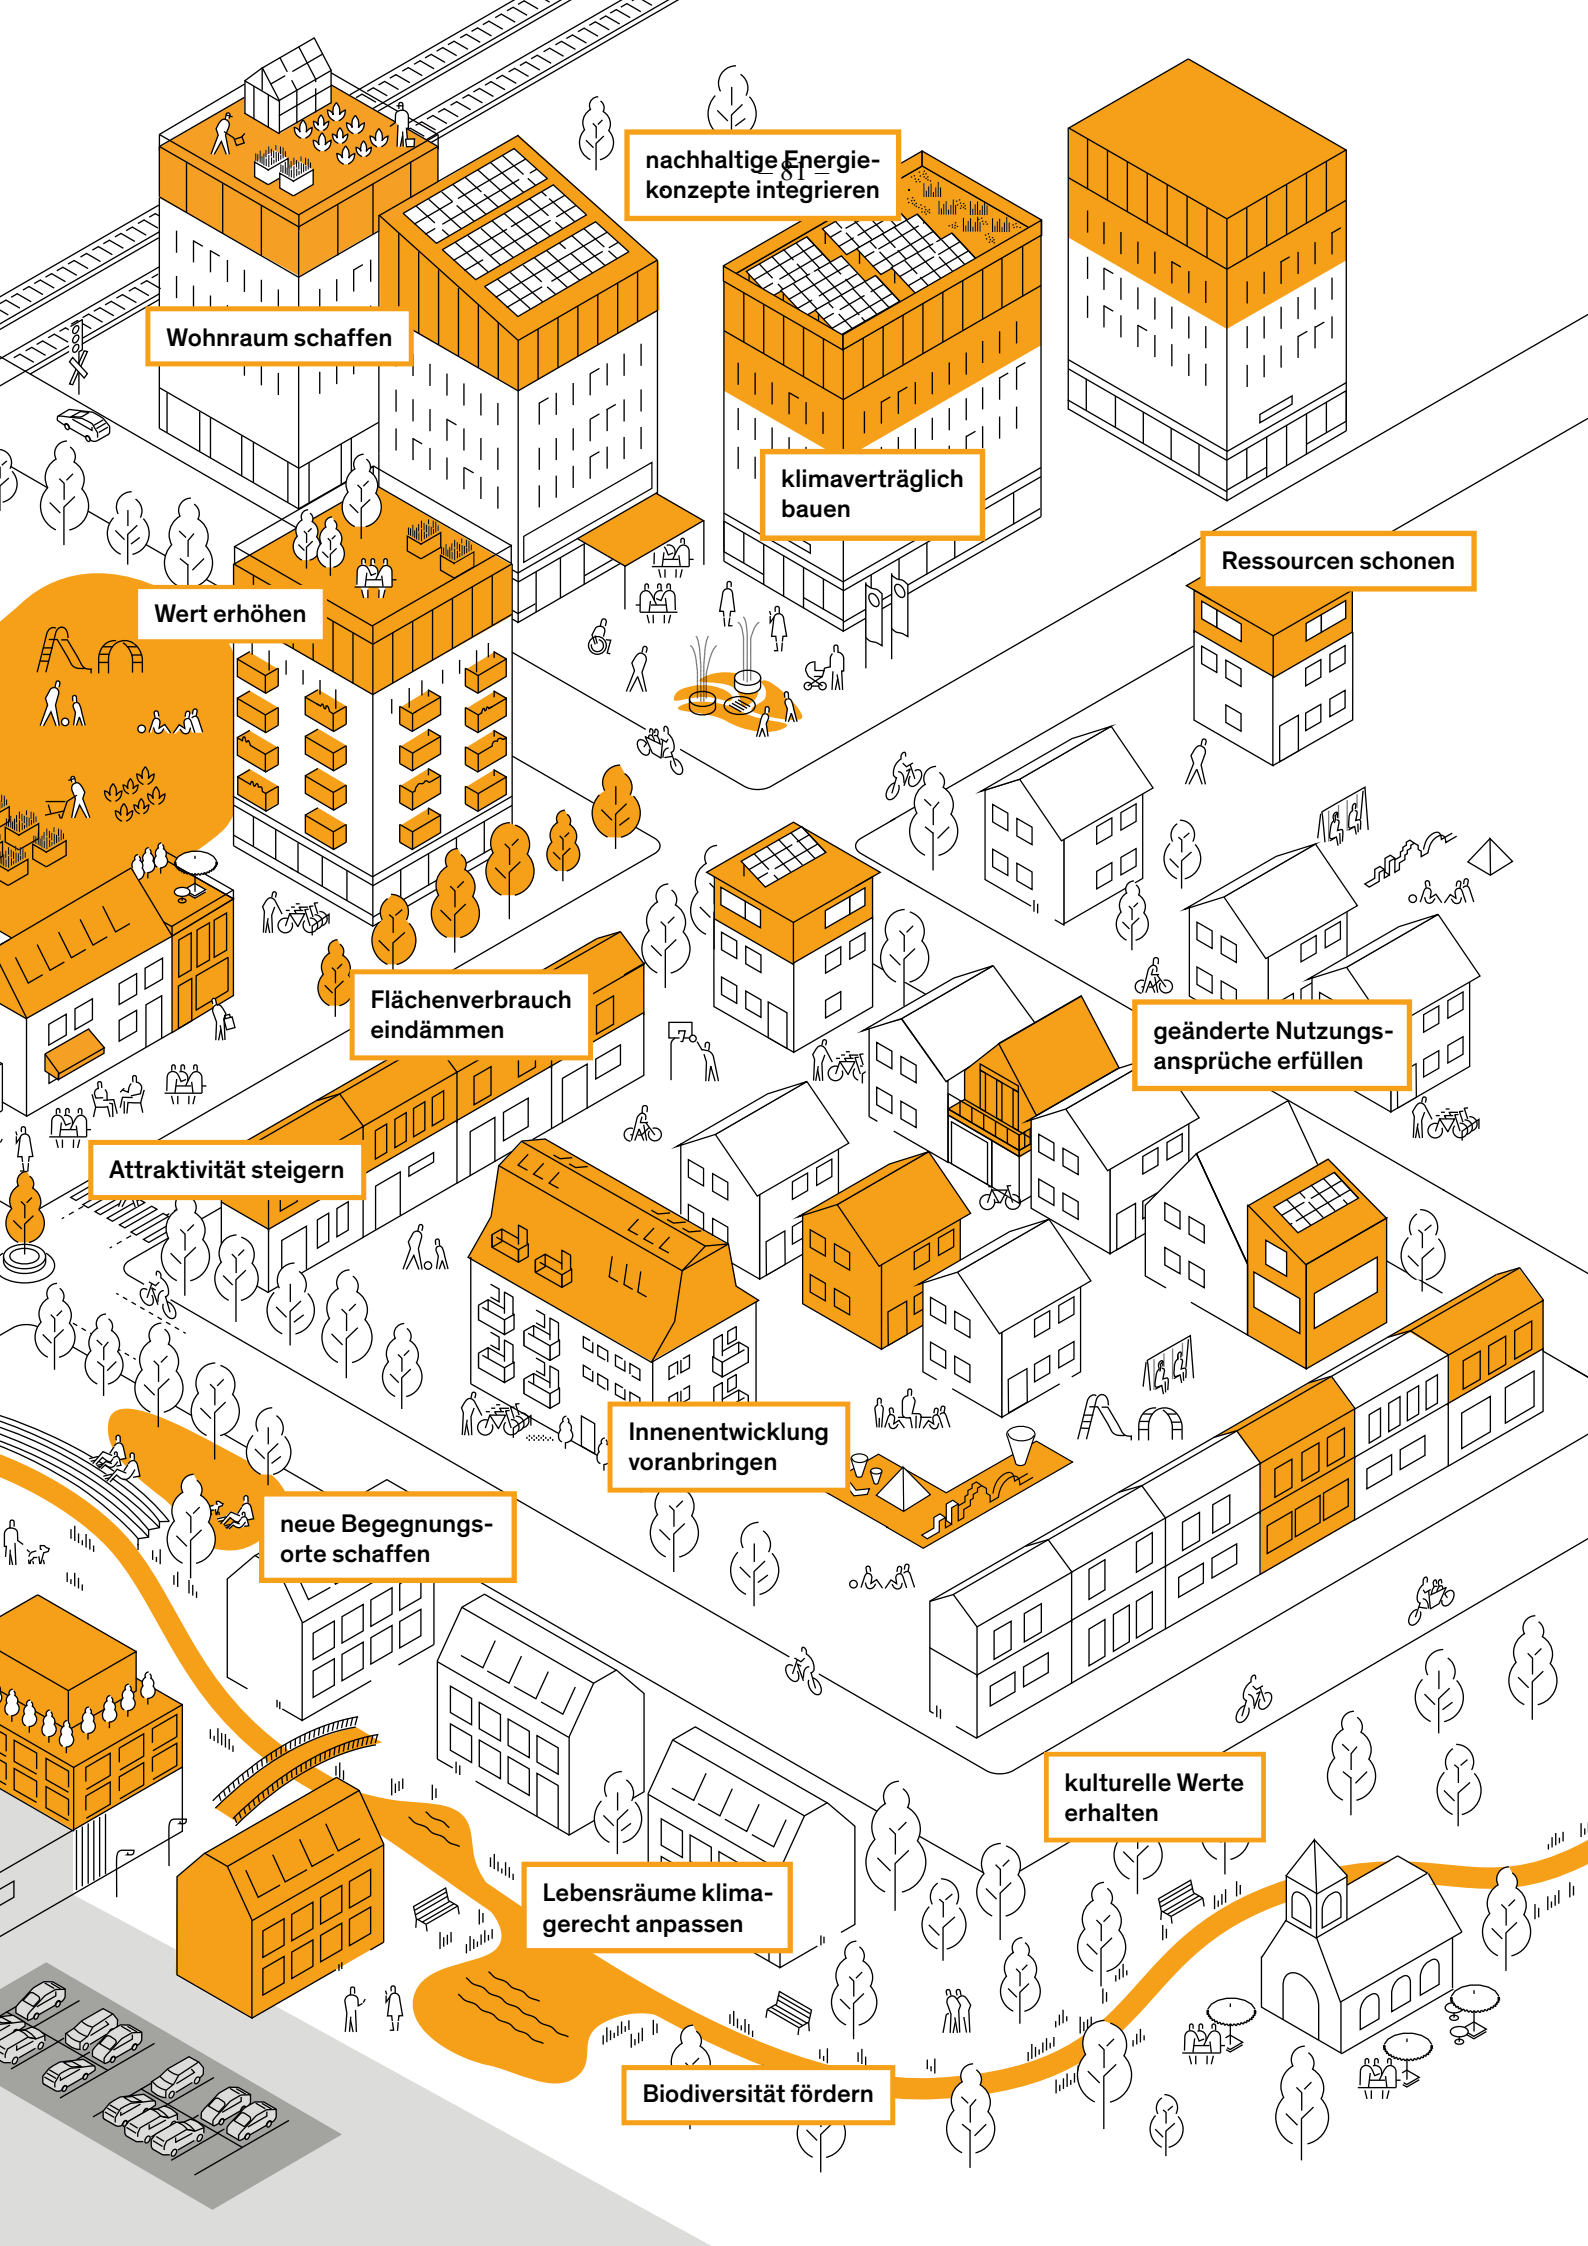 nachhaltige Energie-
– 81 –
konzepte integrieren
Wohnraum schaffen
klimaverträglich
bauen
Ressourcen schonen
Wert erhöhen
Flächenverbrauch
eindämmen
geänderte Nutzungs-
ansprüche erfüllen
Attraktivität steigern
Innenentwicklung
voranbringen
neue Begegnungs-
orte schaffen
kulturelle Werte
erhalten
Lebensräume klima-
gerecht anpassen
Biodiversität fördern